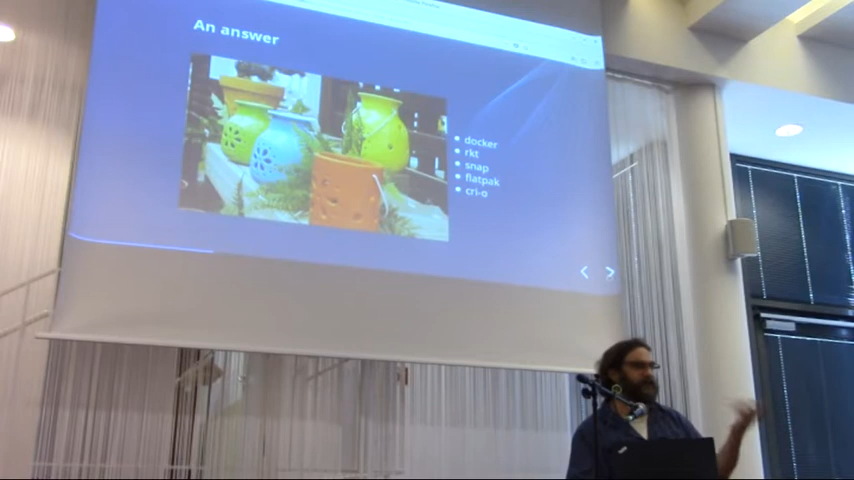 An answer
docker
rkt
snap
flatpak
cri-o